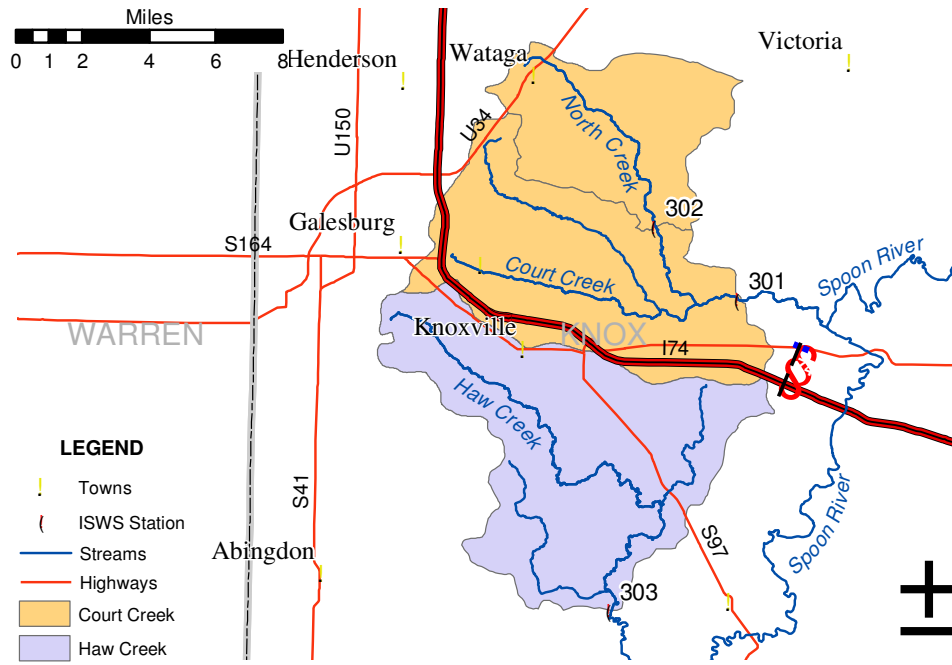 Miles
0 1 2 4 6 8
Henderson
Wataga
Victoria
U150
U34
North Creek
302
Galesburg
S164
Court Creek
301
Spoon River
WARREN
Knoxville
KNOX
I74
Haw Creek
S41
S97
Spoon River
Abingdon
303
LEGEND
Towns
ISWS Station
Streams
Highways
Court Creek
Haw Creek